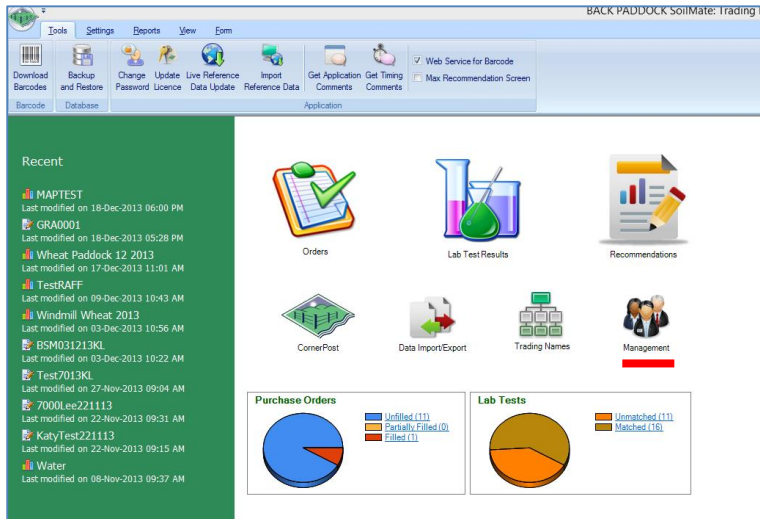 BACK PADDOCK SoilMate: Trading
Tools Settings Reports View Form
Download Barcodes
Backup and Restore
Change Password
Update Licence
Live Reference Data Update
Import Reference Data
Get Application Comments
Get Timing Comments
Web Service for Barcode
Max Recommendation Screen
Barcode Database Application
Recent
MAPTEST
Last modified on 18-Dec-2013 06:00 PM
GRA0001
Last modified on 18-Dec-2013 05:28 PM
Wheat Paddock 12 2013
Last modified on 17-Dec-2013 11:01 AM
TestRAFF
Last modified on 09-Dec-2013 10:43 AM
Windmill Wheat 2013
Last modified on 03-Dec-2013 10:56 AM
BSM031213KL
Last modified on 03-Dec-2013 10:22 AM
Test7013KL
Last modified on 27-Nov-2013 09:04 AM
7000Lee221113
Last modified on 22-Nov-2013 09:31 AM
KatyTest221113
Last modified on 22-Nov-2013 09:15 AM
Water
Last modified on 08-Nov-2013 09:37 AM
Orders
Lab Test Results
Recommendations
CornerPost
Data Import/Export
Trading Names
Management
Purchase Orders
Unfilled (11)
Partially Filled (0)
Filled (1)
Lab Tests
Unmatched (11)
Matched (16)